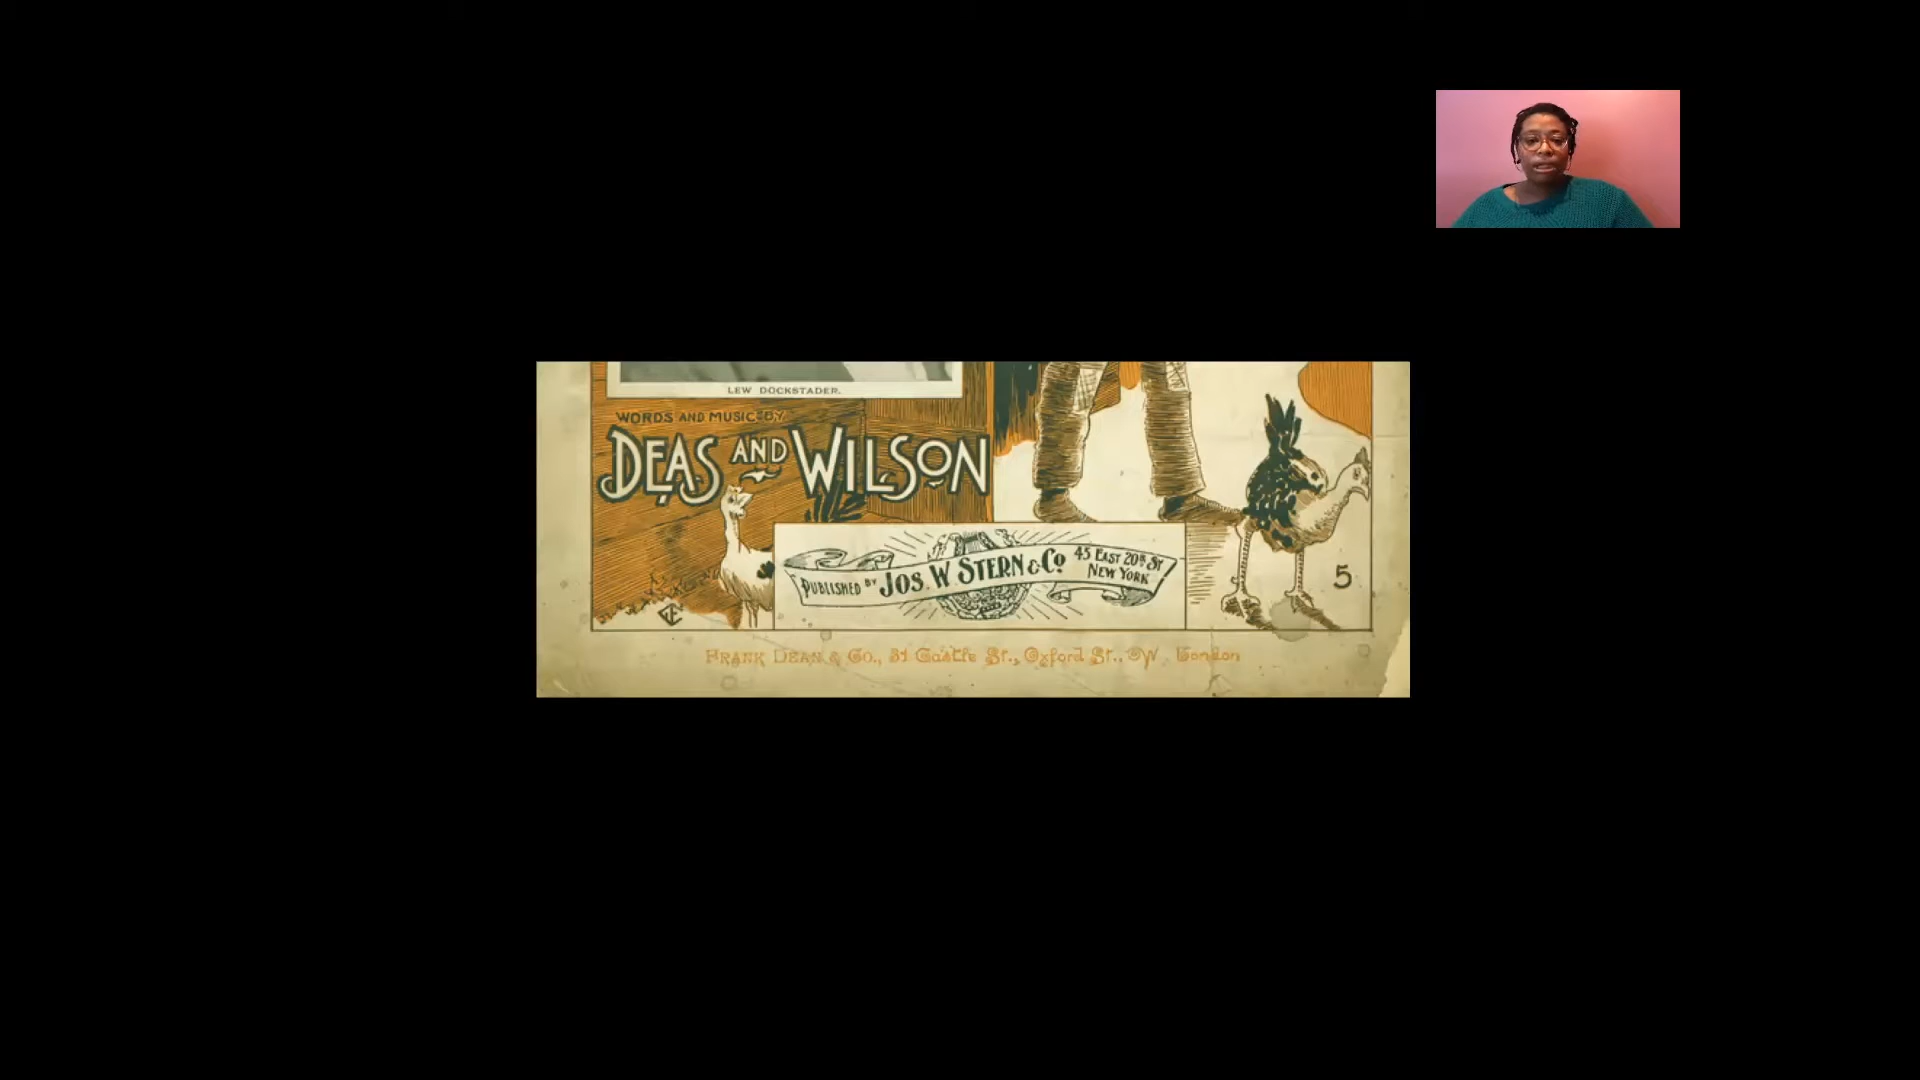 LEW DOCKSTADER.
WORDS AND MUSIC BY
DEAS AND WILSON
PUBLISHED BY JOS. W. STERN & CO
45 EAST 20TH ST
NEW YORK
5
FRANK DEAN & Co., 31 Castle St., Oxford St., W. London